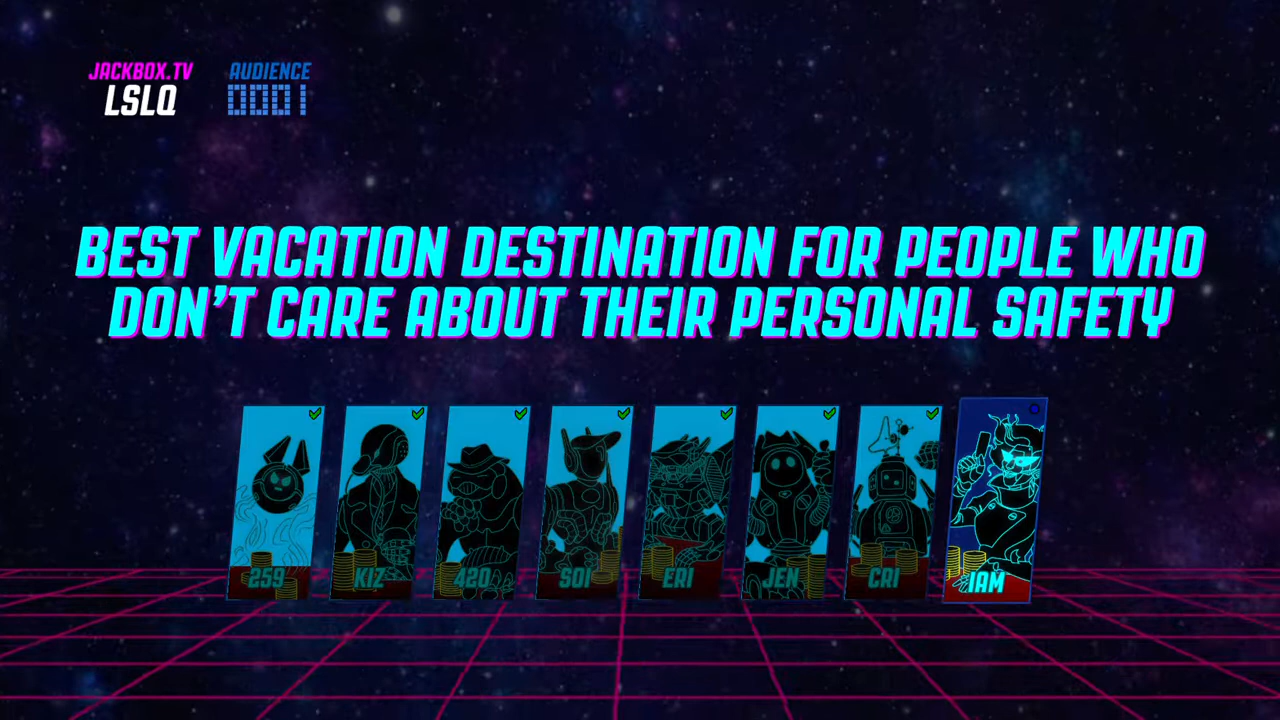 JACKBOX.TV
LSLQ
AUDIENCE
0001
BEST VACATION DESTINATION FOR PEOPLE WHO
DON'T CARE ABOUT THEIR PERSONAL SAFETY
259
KIZ
420
SOI
ERI
JEN
CRI
IAM